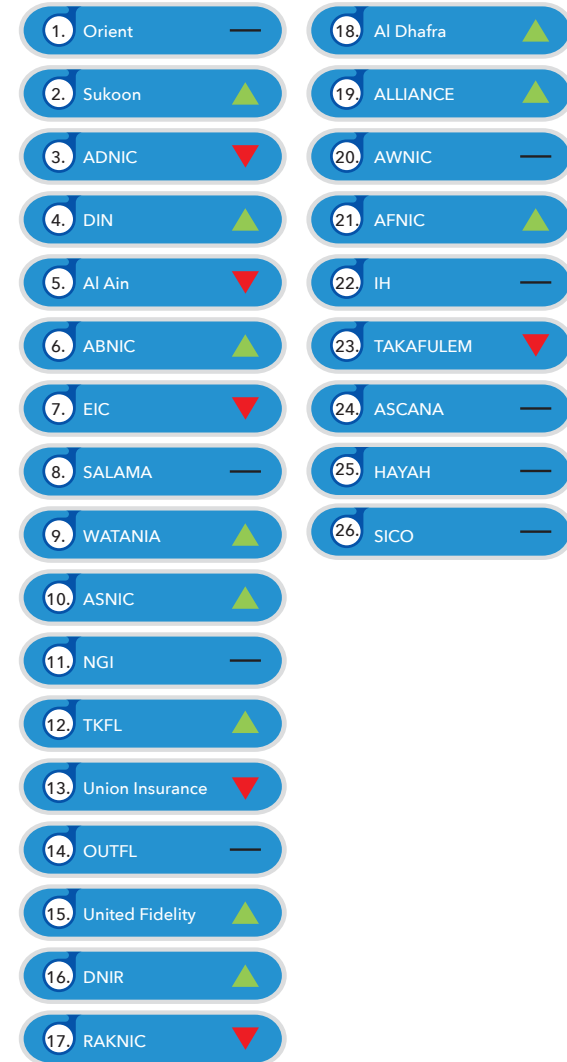 1. Orient
2. Sukoon
3. ADNIC
4. DIN
5. Al Ain
6. ABNIC
7. EIC
8. SALAMA
9. WATANIA
10. ASNIC
11. NGI
12. TKFL
13. Union Insurance
14. OUTFL
15. United Fidelity
16. DNIR
17. RAKNIC
18. Al Dhafra
19. ALLIANCE
20. AWNIC
21. AFNIC
22. IH
23. TAKAFULEM
24. ASCANA
25. HAYAH
26. SICO